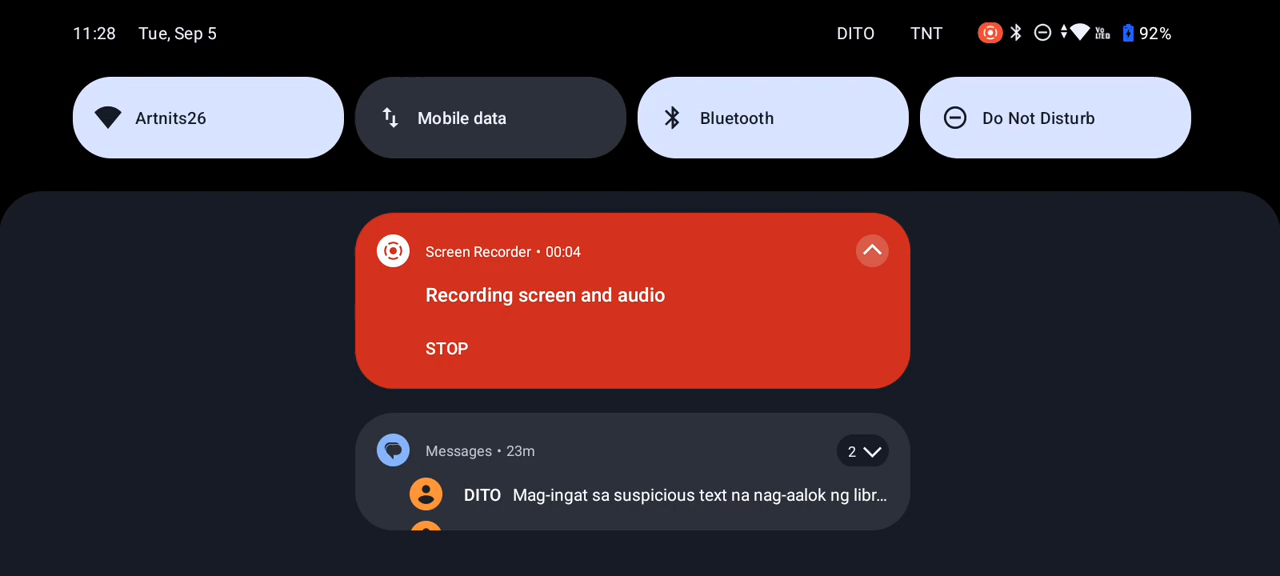 11:28 Tue, Sep 5 DITO TNT 92%
Artnits26 Mobile data Bluetooth Do Not Disturb
Screen Recorder • 00:04
Recording screen and audio
STOP
Messages • 23m 2
DITO Mag-ingat sa suspicious text na nag-aalok ng libr...